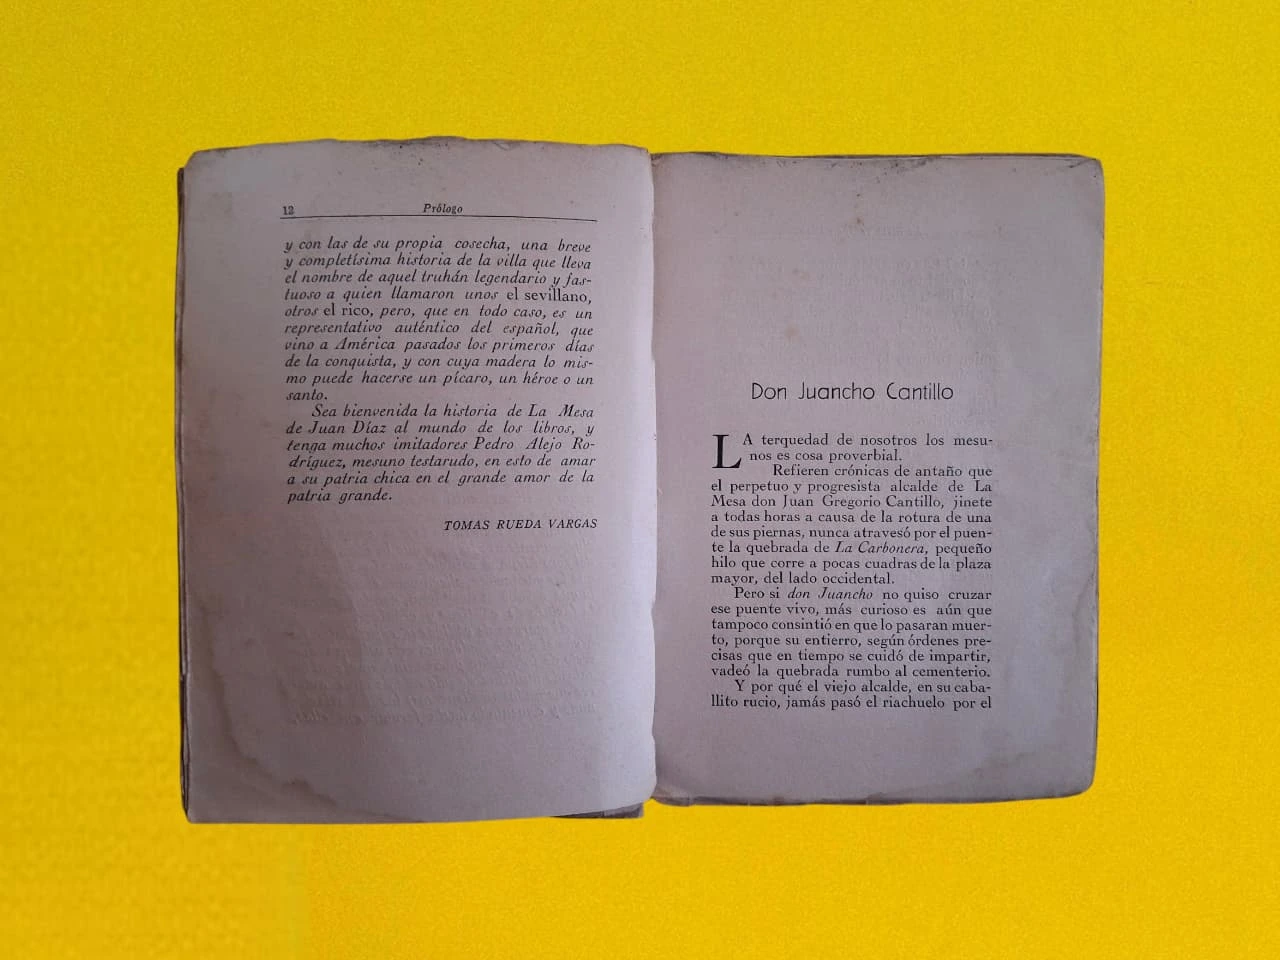 12
Prólogo
y con las de su propia cosecha, una breve
y completísima historia de la villa que lleva
el nombre de aquel truhán legendario y fas-
tuoso a quien llamaron unos el sevillano,
otros el rico, pero, que en todo caso, es un
representativo auténtico del español, que
vino a América pasados los primeros días
de la conquista, y con cuya madera lo mis-
mo puede hacerse un pícaro, un héroe o un
santo.
Sea bienvenida la historia de La Mesa
de Juan Díaz al mundo de los libros, y
tenga muchos imitadores Pedro Alejo Ro-
dríguez, mesuno testarudo, en esto de amar
a su patria chica en el grande amor de la
patria grande.
TOMAS RUEDA VARGAS
Don Juancho Cantillo
LA terquedad de nosotros los mesu-
nos es cosa proverbial.
Refieren crónicas de antaño que
el perpetuo y progresista alcalde de La
Mesa don Juan Gregorio Cantillo, jinete
a todas horas a causa de la rotura de una
de sus piernas, nunca atravesó por el puen-
te la quebrada de La Carbonera, pequeño
hilo que corre a pocas cuadras de la plaza
mayor, del lado occidental.
Pero si don Juancho no quiso cruzar
ese puente vivo, más curioso es aún que
tampoco consintió en que lo pasaran muer-
to, porque su entierro, según órdenes pre-
cisas que en tiempo se cuidó de impartir,
vadeó la quebrada rumbo al cementerio.
Y por qué el viejo alcalde, en su caba-
llito rucio, jamás pasó el riachuelo por el